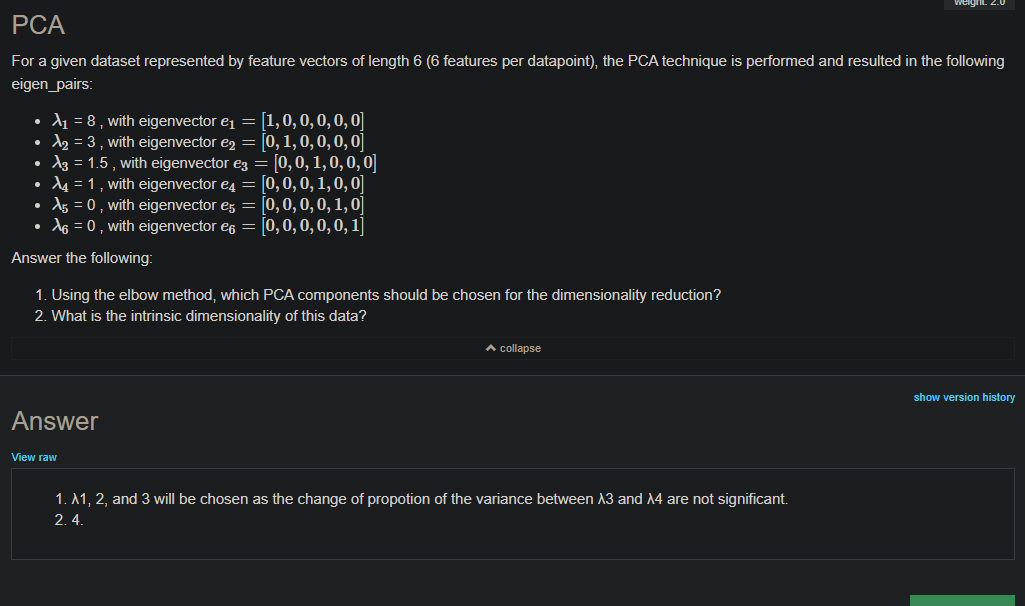 weight: 2.0
PCA
For a given dataset represented by feature vectors of length 6 (6 features per datapoint), the PCA technique is performed and resulted in the following
eigen_pairs:
• λ₁ = 8 , with eigenvector e₁ = [1, 0, 0, 0, 0, 0]
• λ₂ = 3 , with eigenvector e₂ = [0, 1, 0, 0, 0, 0]
• λ₃ = 1.5 , with eigenvector e₃ = [0, 0, 1, 0, 0, 0]
• λ₄ = 1 , with eigenvector e₄ = [0, 0, 0, 1, 0, 0]
• λ₅ = 0 , with eigenvector e₅ = [0, 0, 0, 0, 1, 0]
• λ₆ = 0 , with eigenvector e₆ = [0, 0, 0, 0, 0, 1]
Answer the following:
1. Using the elbow method, which PCA components should be chosen for the dimensionality reduction?
2. What is the intrinsic dimensionality of this data?
collapse
show version history
Answer
View raw
1. λ1, 2, and 3 will be chosen as the change of propotion of the variance between λ3 and λ4 are not significant.
2. 4.